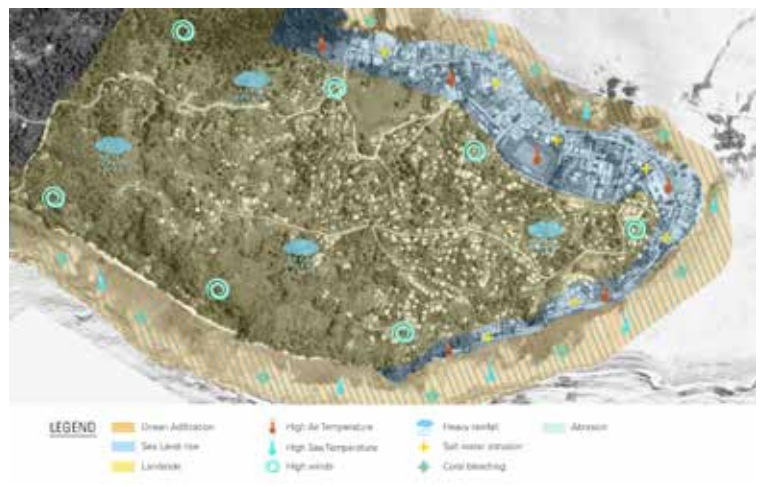 LEGEND
Ocean Adification
Sea Level rise
Landslide
High Air Temperature
High Sea Temperature
High winds
Heavy rainfall
Salt water intrusion
Coral bleaching
Abrasion